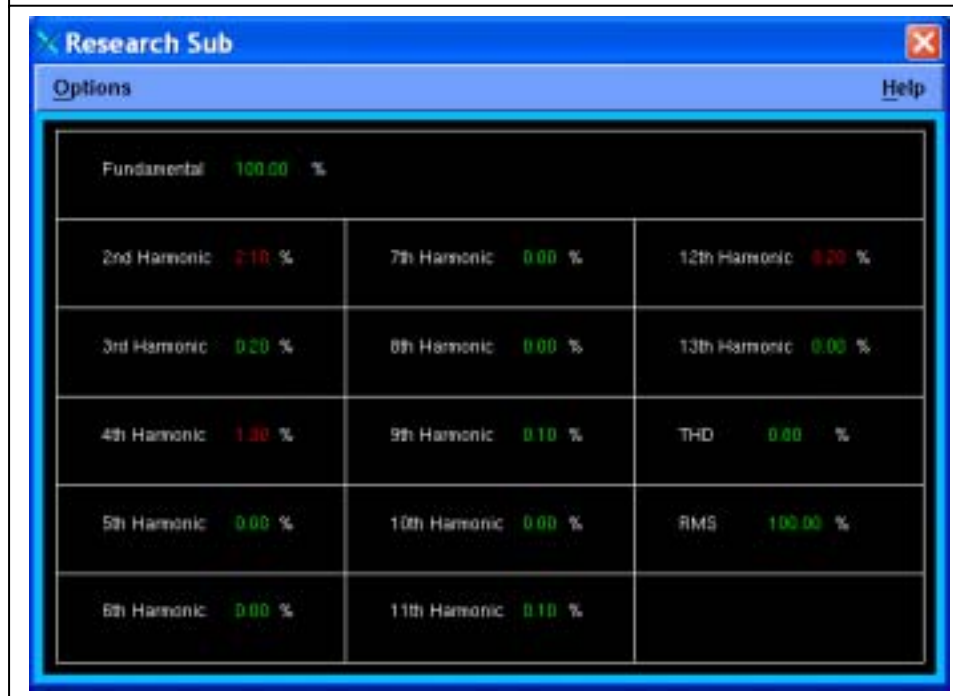 Research Sub
Options Help
Fundamental 100.00 %
2nd Harmonic 2.10 % 7th Harmonic 0.00 % 12th Harmonic 0.20 %
3rd Harmonic 0.20 % 8th Harmonic 0.00 % 13th Harmonic 0.00 %
4th Harmonic % 9th Harmonic 0.10 % THD 0.00 %
5th Harmonic 0.00 % 10th Harmonic 0.00 % RMS 100.00 %
6th Harmonic 0.00 % 11th Harmonic 0.10 %